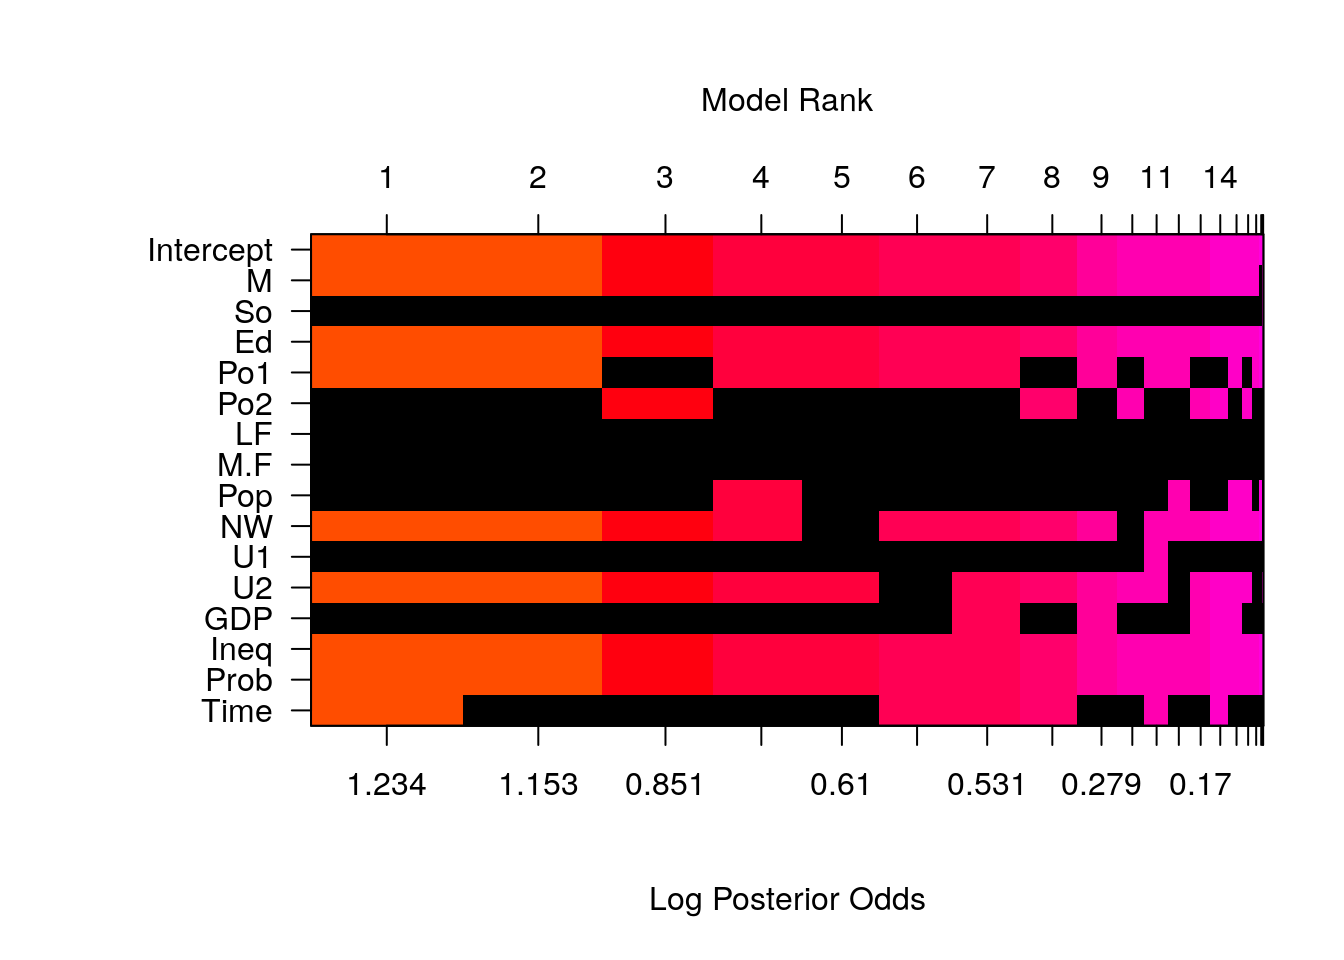 Model Rank
1 2 3 4 5 6 7 8 9 11 14
Intercept
M
So
Ed
Po1
Po2
LF
M.F
Pop
NW
U1
U2
GDP
Ineq
Prob
Time
1.234 1.153 0.851 0.61 0.531 0.279 0.17
Log Posterior Odds